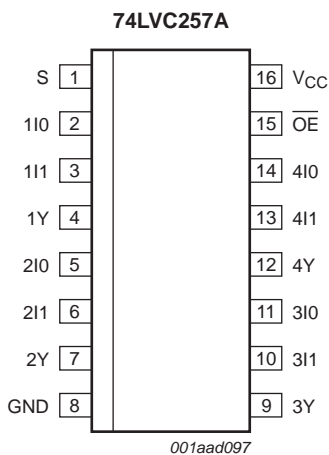 74LVC257A
S 1 16 VCC
1I0 2 15 OE
1I1 3 14 4I0
1Y 4 13 4I1
2I0 5 12 4Y
2I1 6 11 3I0
2Y 7 10 3I1
GND 8 9 3Y
001aad097